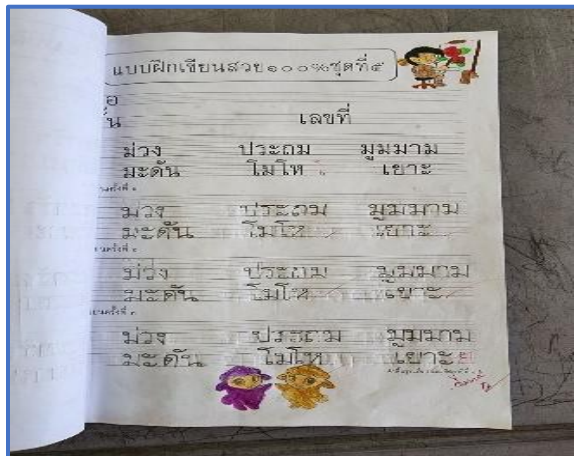 แบบฝึกเขียนสวย๑๐๐%ชุดที่๕
เลขที่
ม่วง ประถม มูมมาม
มะดัน โมโห เยาะ
ม่วง ประถม มูมมาม
มะดัน โมโห เยาะ
ม่วง ประถม มูมมาม
มะดัน โมโห เยาะ
ม่วง ประถม มูมมาม
มะดัน โมโห เยาะ